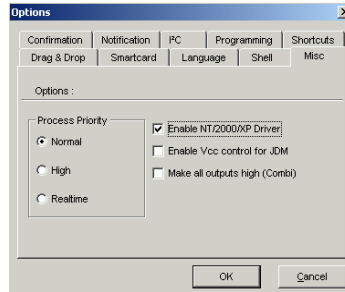 Options
Confirmation Notification I²C Programming Shortcuts
Drag & Drop Smartcard Language Shell Misc
Options :
Process Priority
Normal
High
Realtime
Enable NT/2000/XP Driver
Enable Vcc control for JDM
Make all outputs high (Combi)
OK Cancel